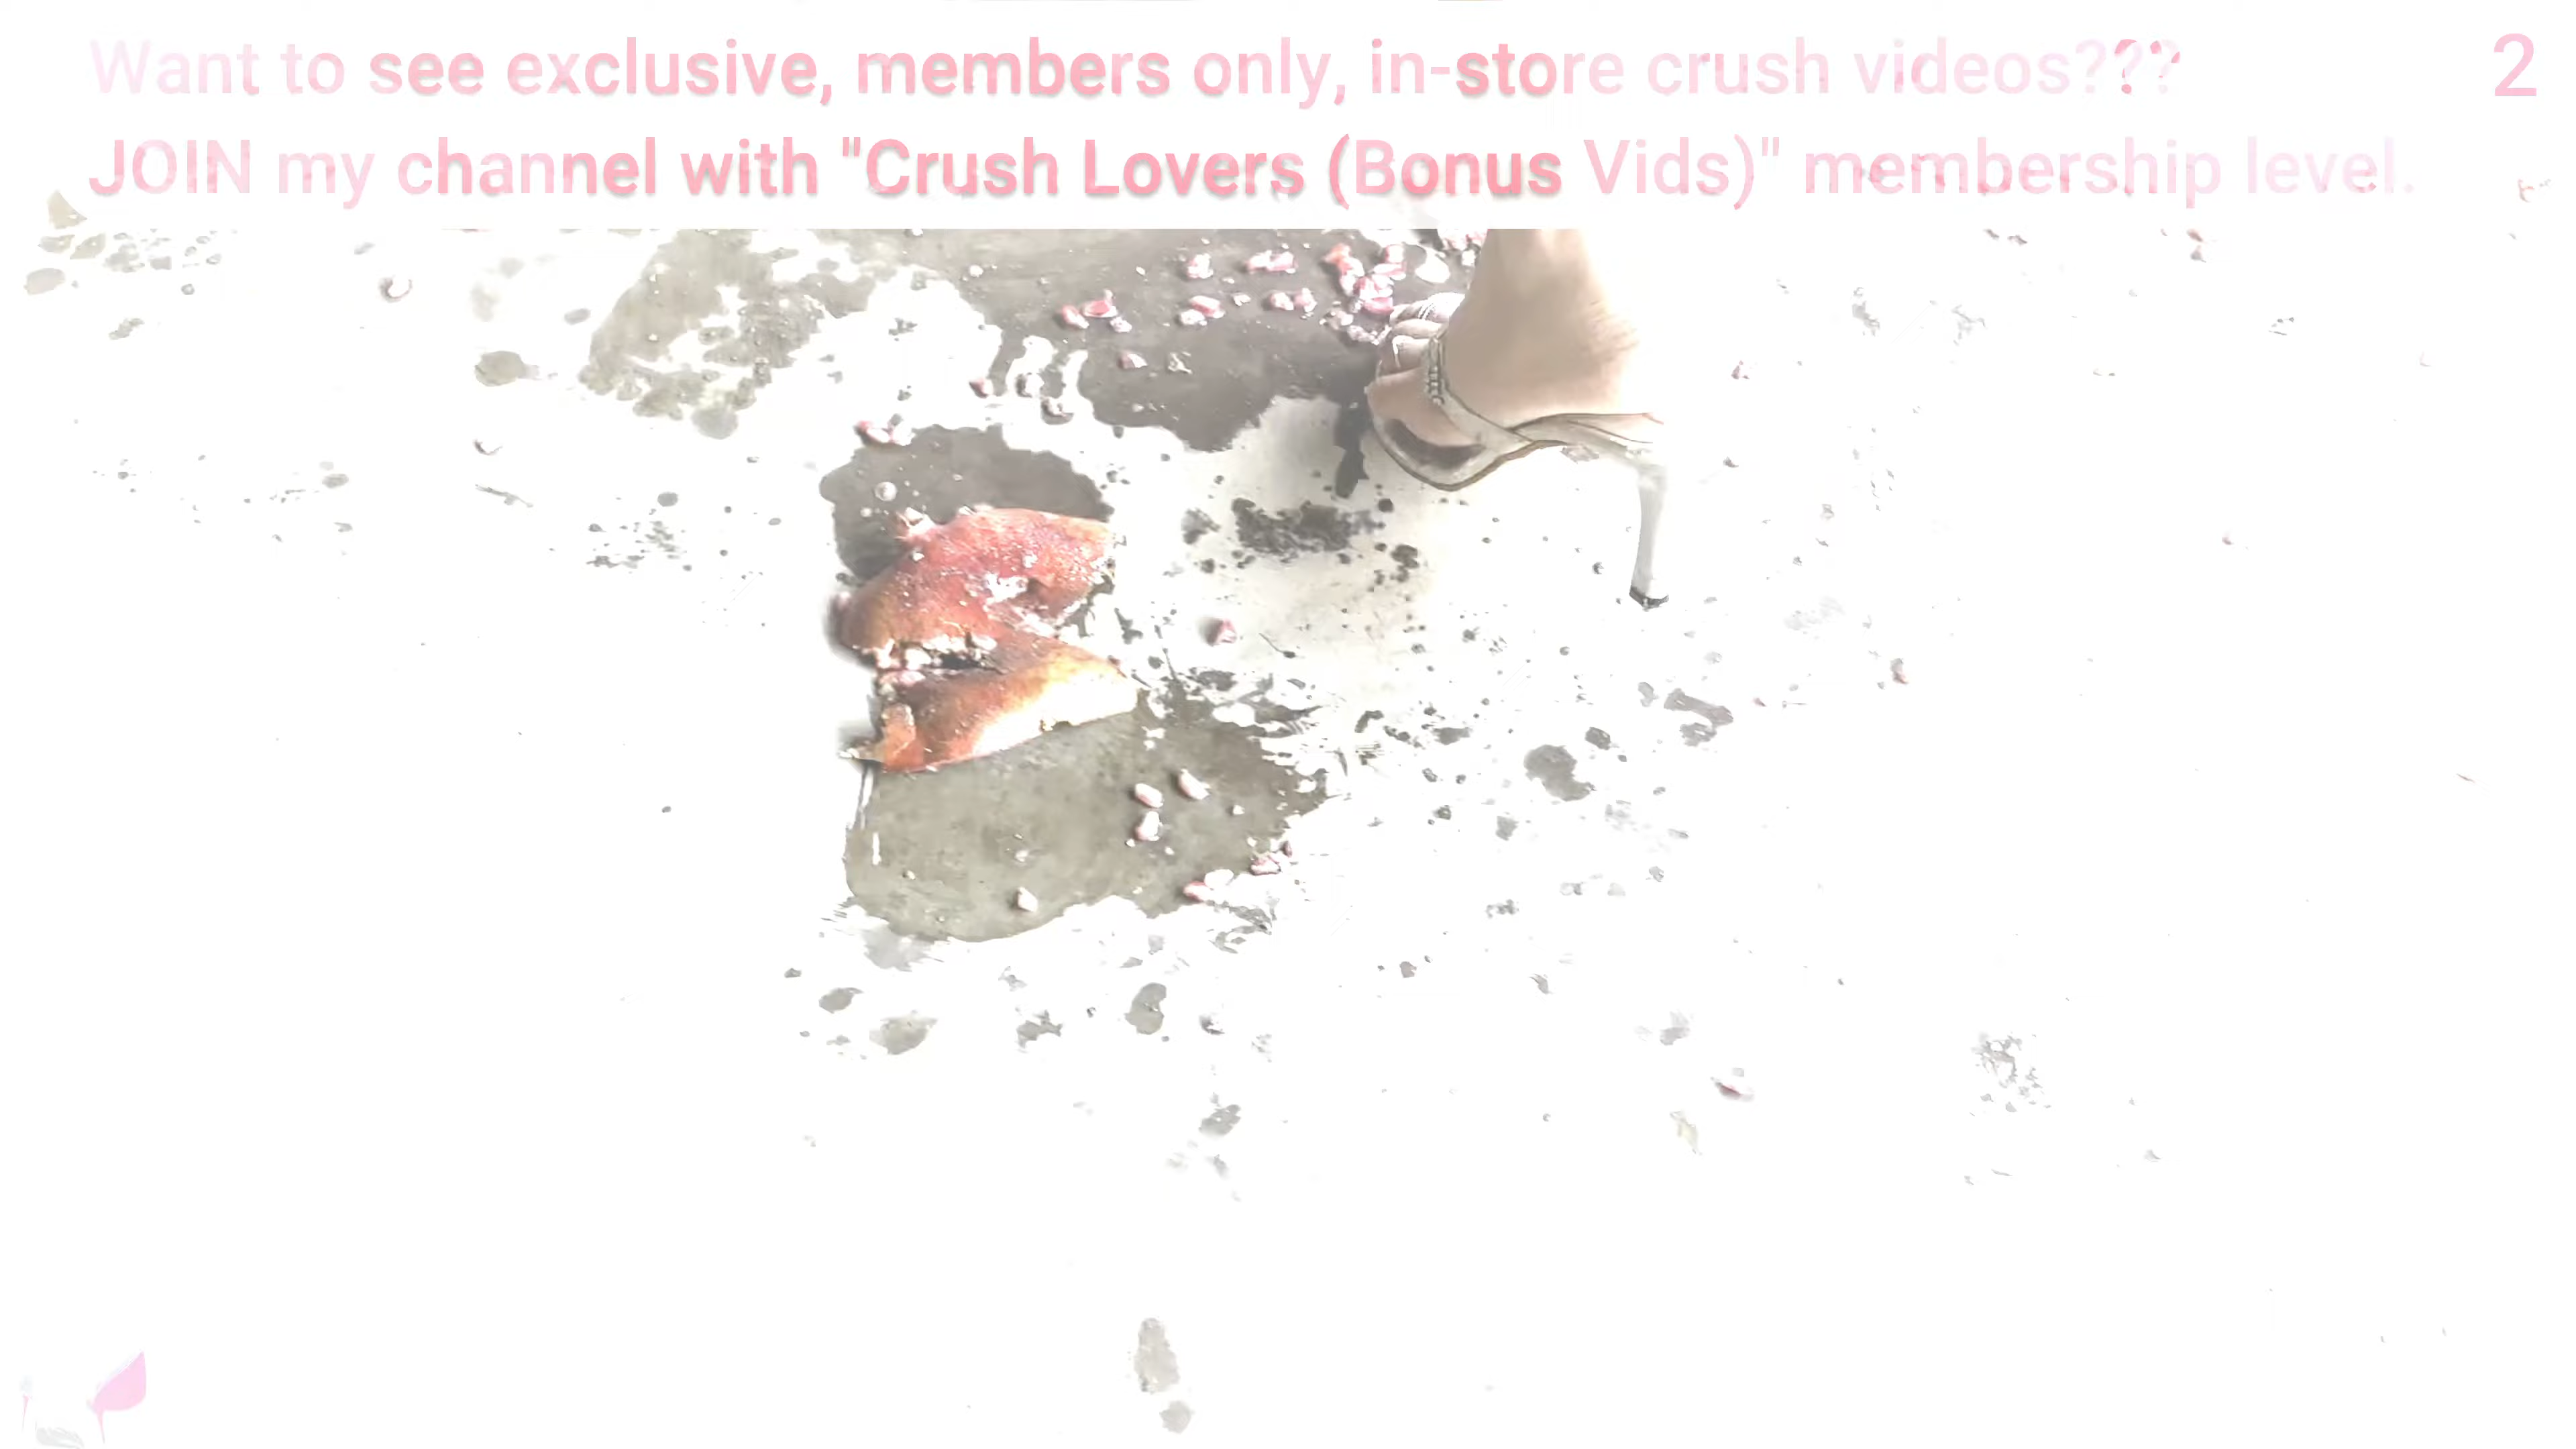 Want to see exclusive, members only, in-store crush videos??? 2
JOIN my channel with "Crush Lovers (Bonus Vids)" membership level.